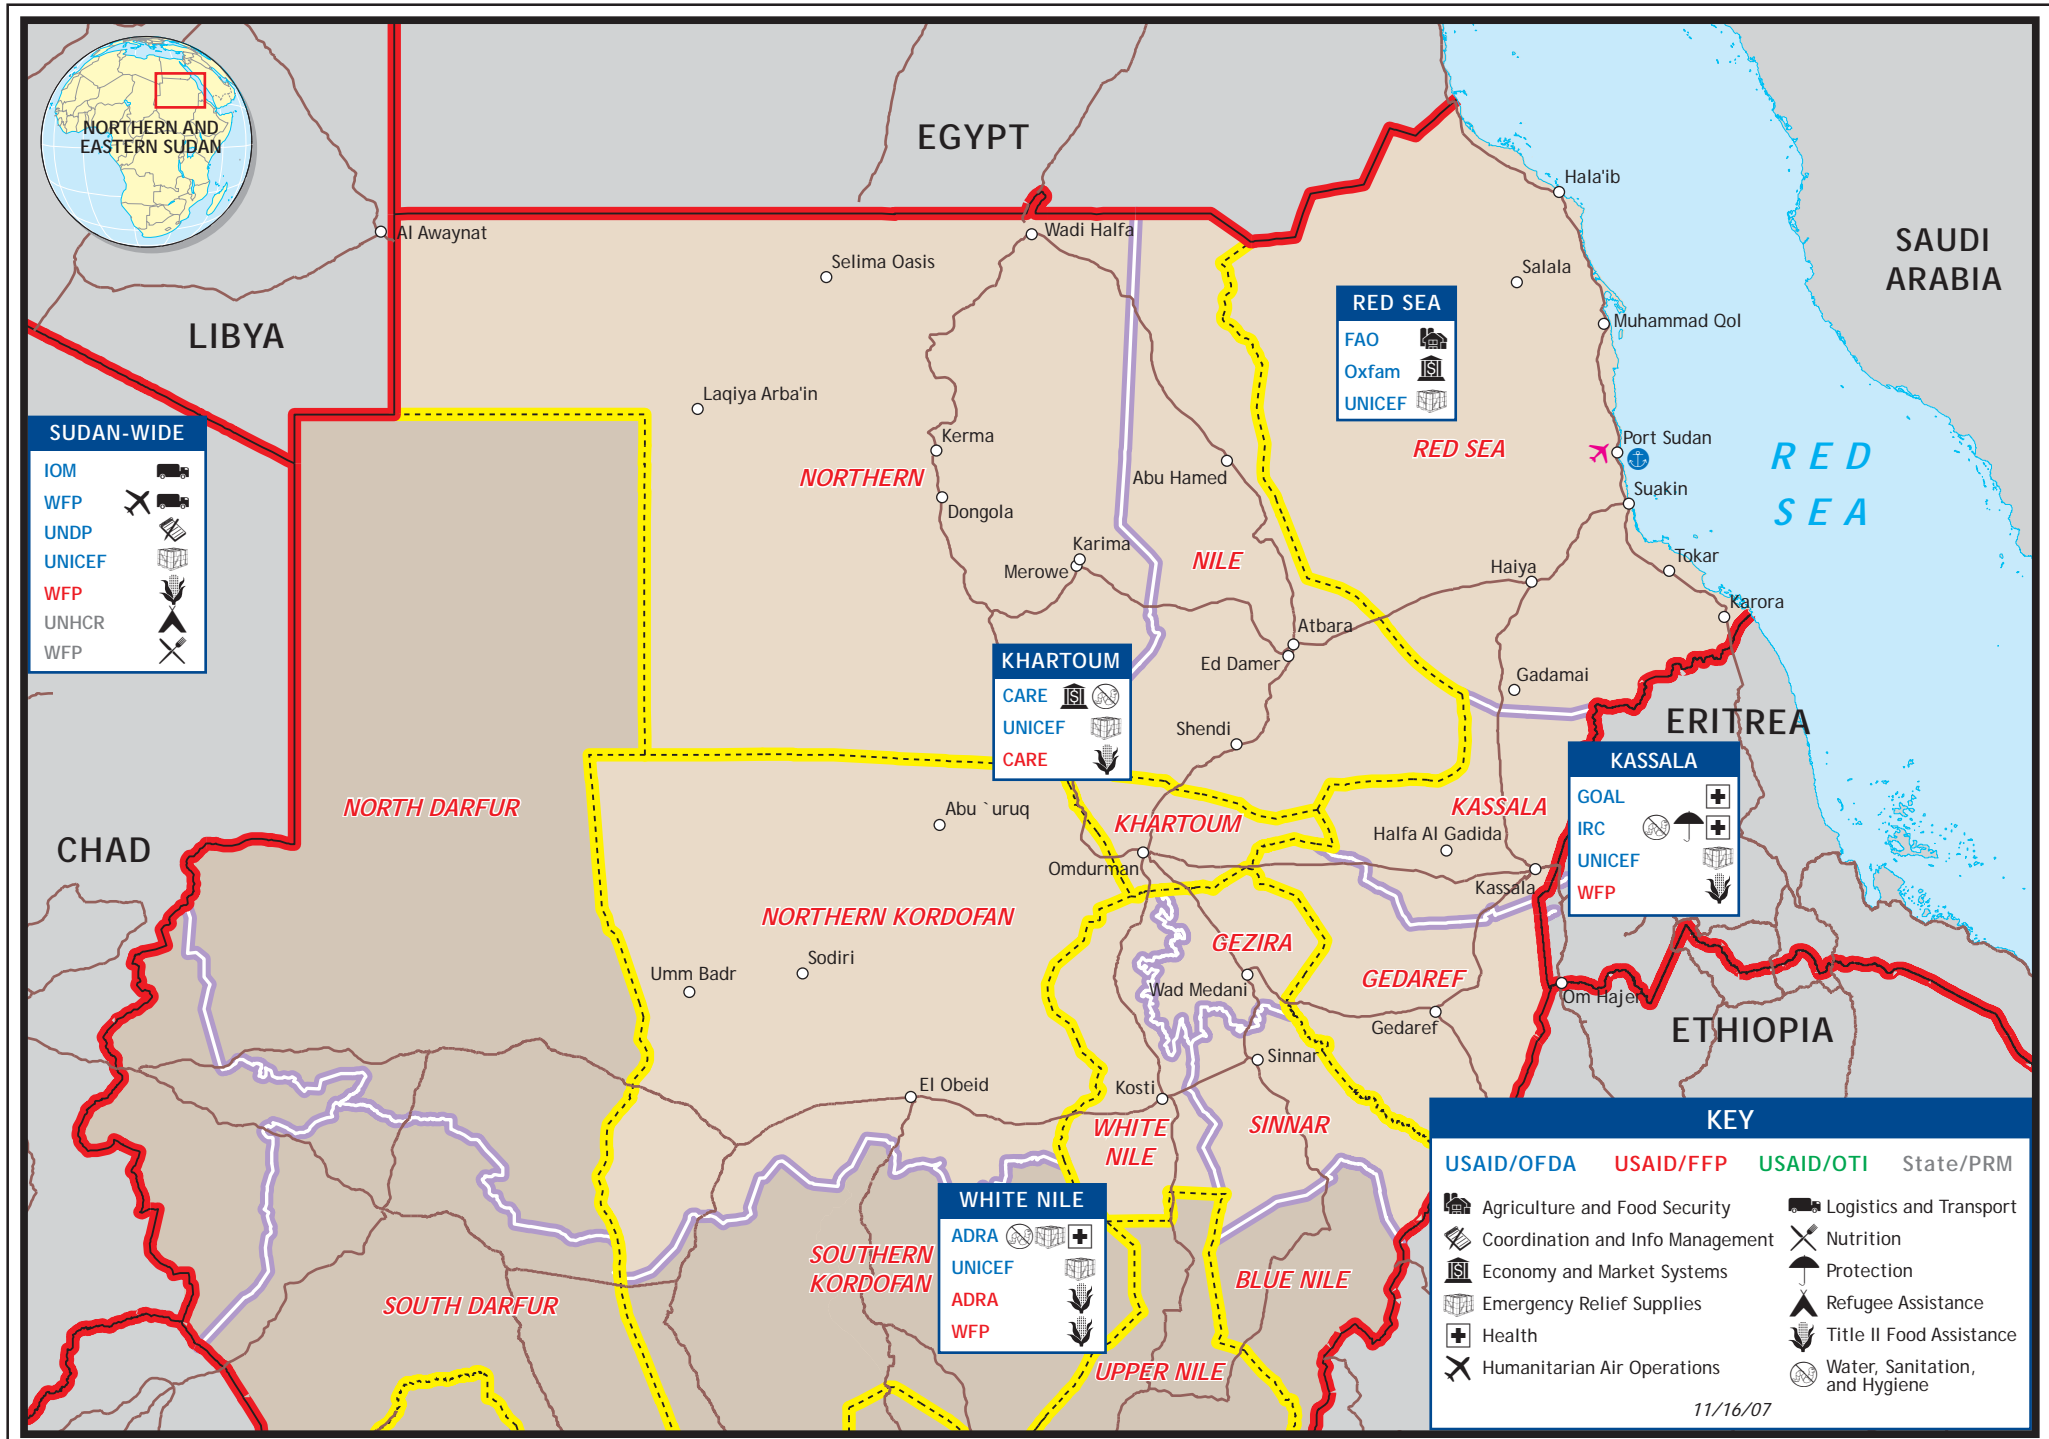 NORTHERN AND
EASTERN SUDAN
EGYPT
Hala'ib
Al Awaynat
Wadi Halfa
SAUDI
ARABIA
Selima Oasis
Salala
LIBYA
RED SEA
FAO
Oxfam
UNICEF
Muhammad Qol
Laqiya Arba'in
SUDAN-WIDE
IOM
WFP
UNDP
UNICEF
WFP
UNHCR
WFP
Kerma
NORTHERN
Dongola
Abu Hamed
RED SEA
Port Sudan
Suakin
RED
SEA
Karima
Merowe
NILE
Haiya
Tokar
Karora
Atbara
Ed Damer
Gadamai
KHARTOUM
CARE
UNICEF
CARE
Shendi
ERITREA
KASSALA
GOAL
IRC
UNICEF
WFP
NORTH DARFUR
Abu `uruq
KHARTOUM
KASSALA
Halfa Al Gadida
CHAD
Omdurman
Kassala
NORTHERN KORDOFAN
GEZIRA
Umm Badr
Sodiri
Wad Medani
GEDAREF
Om Hajer
Gedaref
ETHIOPIA
Sinnar
El Obeid
Kosti
WHITE
NILE
SINNAR
WHITE NILE
ADRA
UNICEF
ADRA
WFP
SOUTHERN
KORDOFAN
BLUE NILE
SOUTH DARFUR
UPPER NILE
KEY
USAID/OFDA USAID/FFP USAID/OTI State/PRM
Agriculture and Food Security
Coordination and Info Management
Economy and Market Systems
Emergency Relief Supplies
Health
Humanitarian Air Operations
Logistics and Transport
Nutrition
Protection
Refugee Assistance
Title II Food Assistance
Water, Sanitation,
and Hygiene
11/16/07